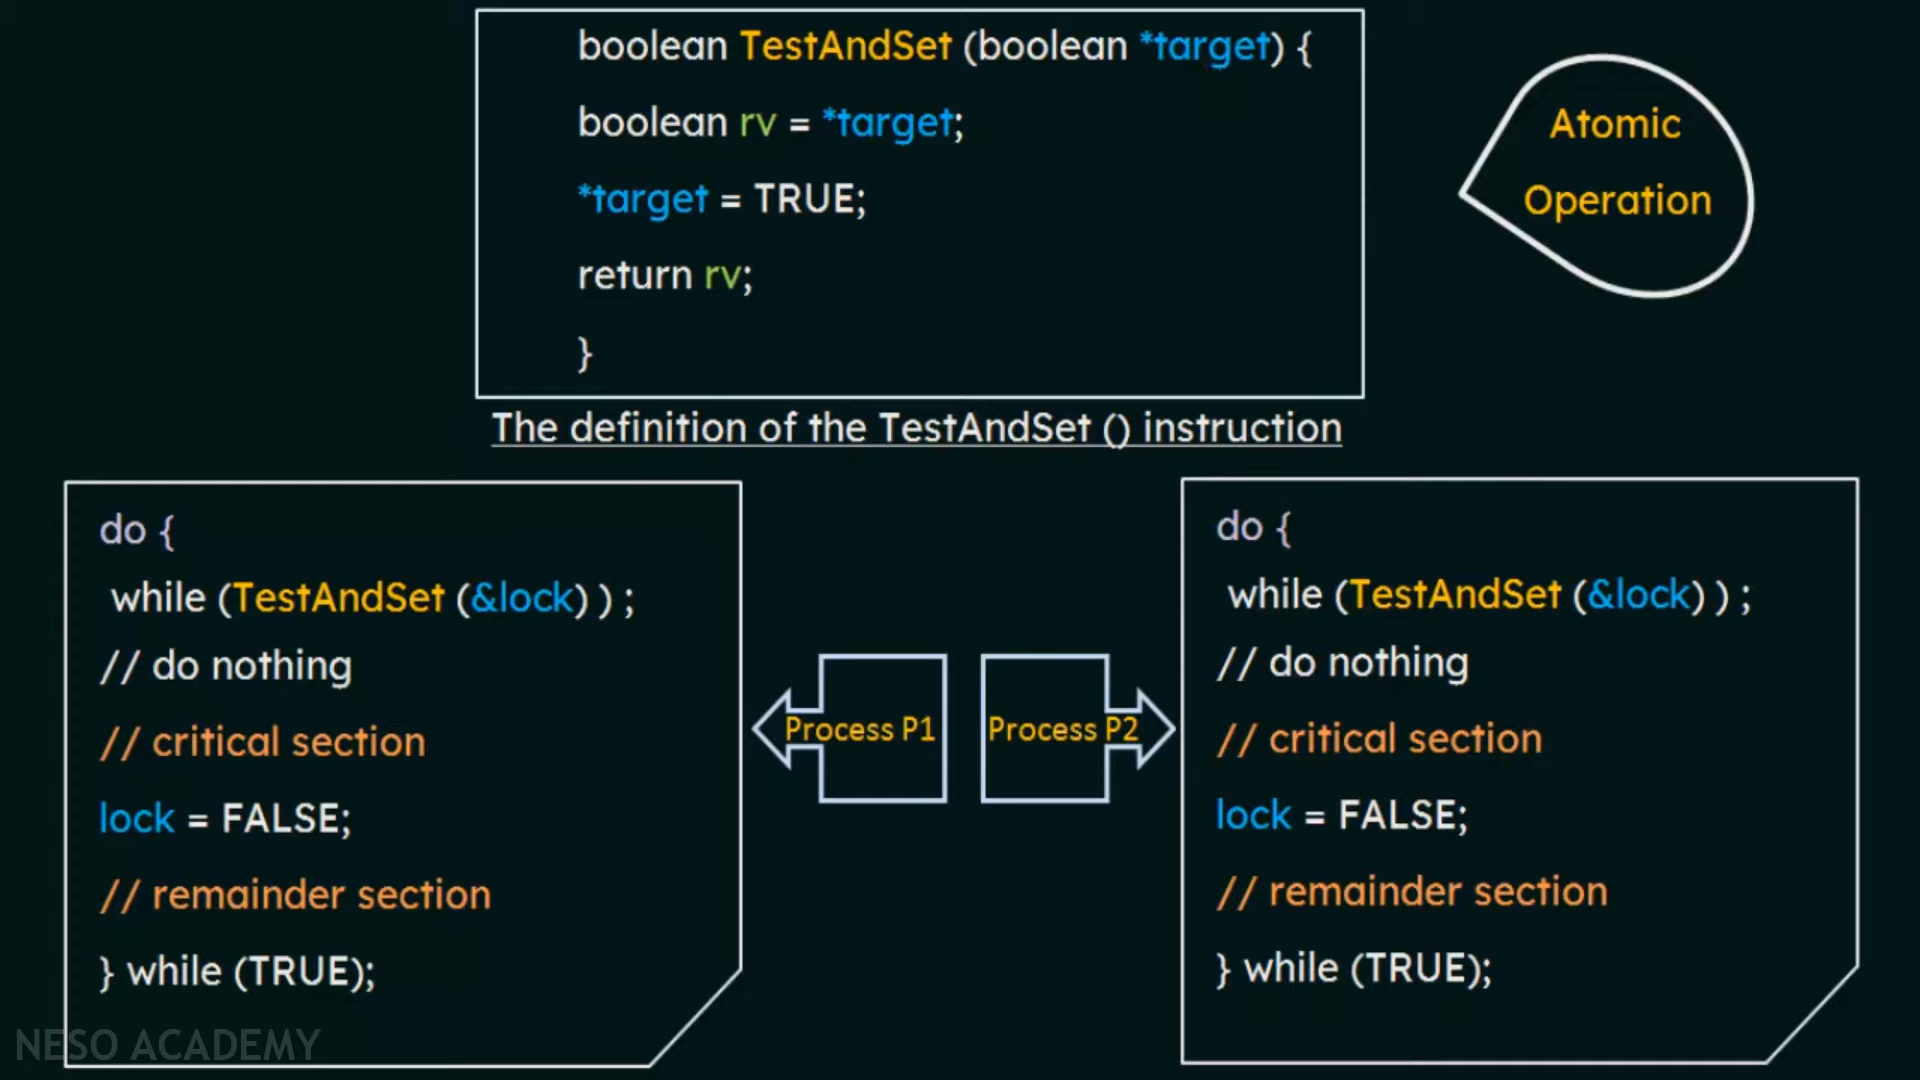 boolean TestAndSet (boolean *target) {
boolean rv = *target;
*target = TRUE;
return rv;
}
Atomic
Operation
The definition of the TestAndSet () instruction
do {
while (TestAndSet (&lock) ) ;
// do nothing
// critical section
lock = FALSE;
// remainder section
} while (TRUE);
Process P1
Process P2
do {
while (TestAndSet (&lock) ) ;
// do nothing
// critical section
lock = FALSE;
// remainder section
} while (TRUE);
NESO ACADEMY